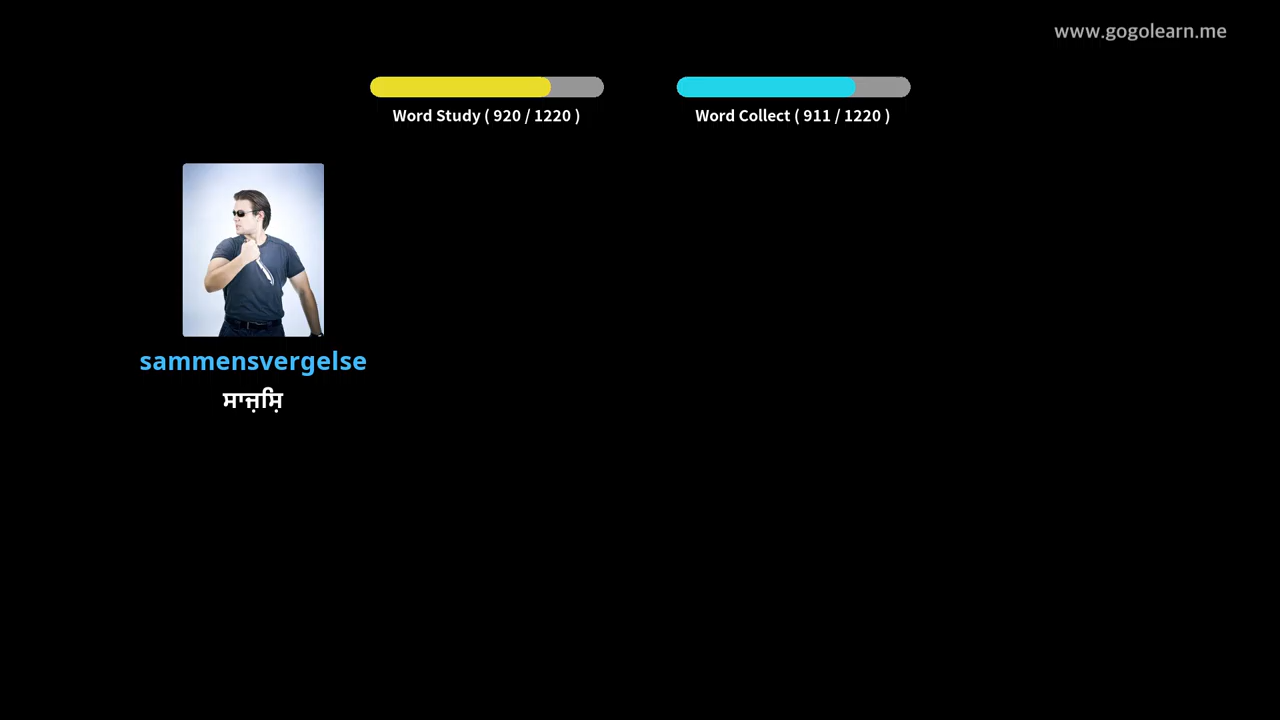 www.gogolearn.me
Word Study ( 920 / 1220 )
Word Collect ( 911 / 1220 )
sammensvergelse
ਸਾਜ਼ਸ਼ਿ